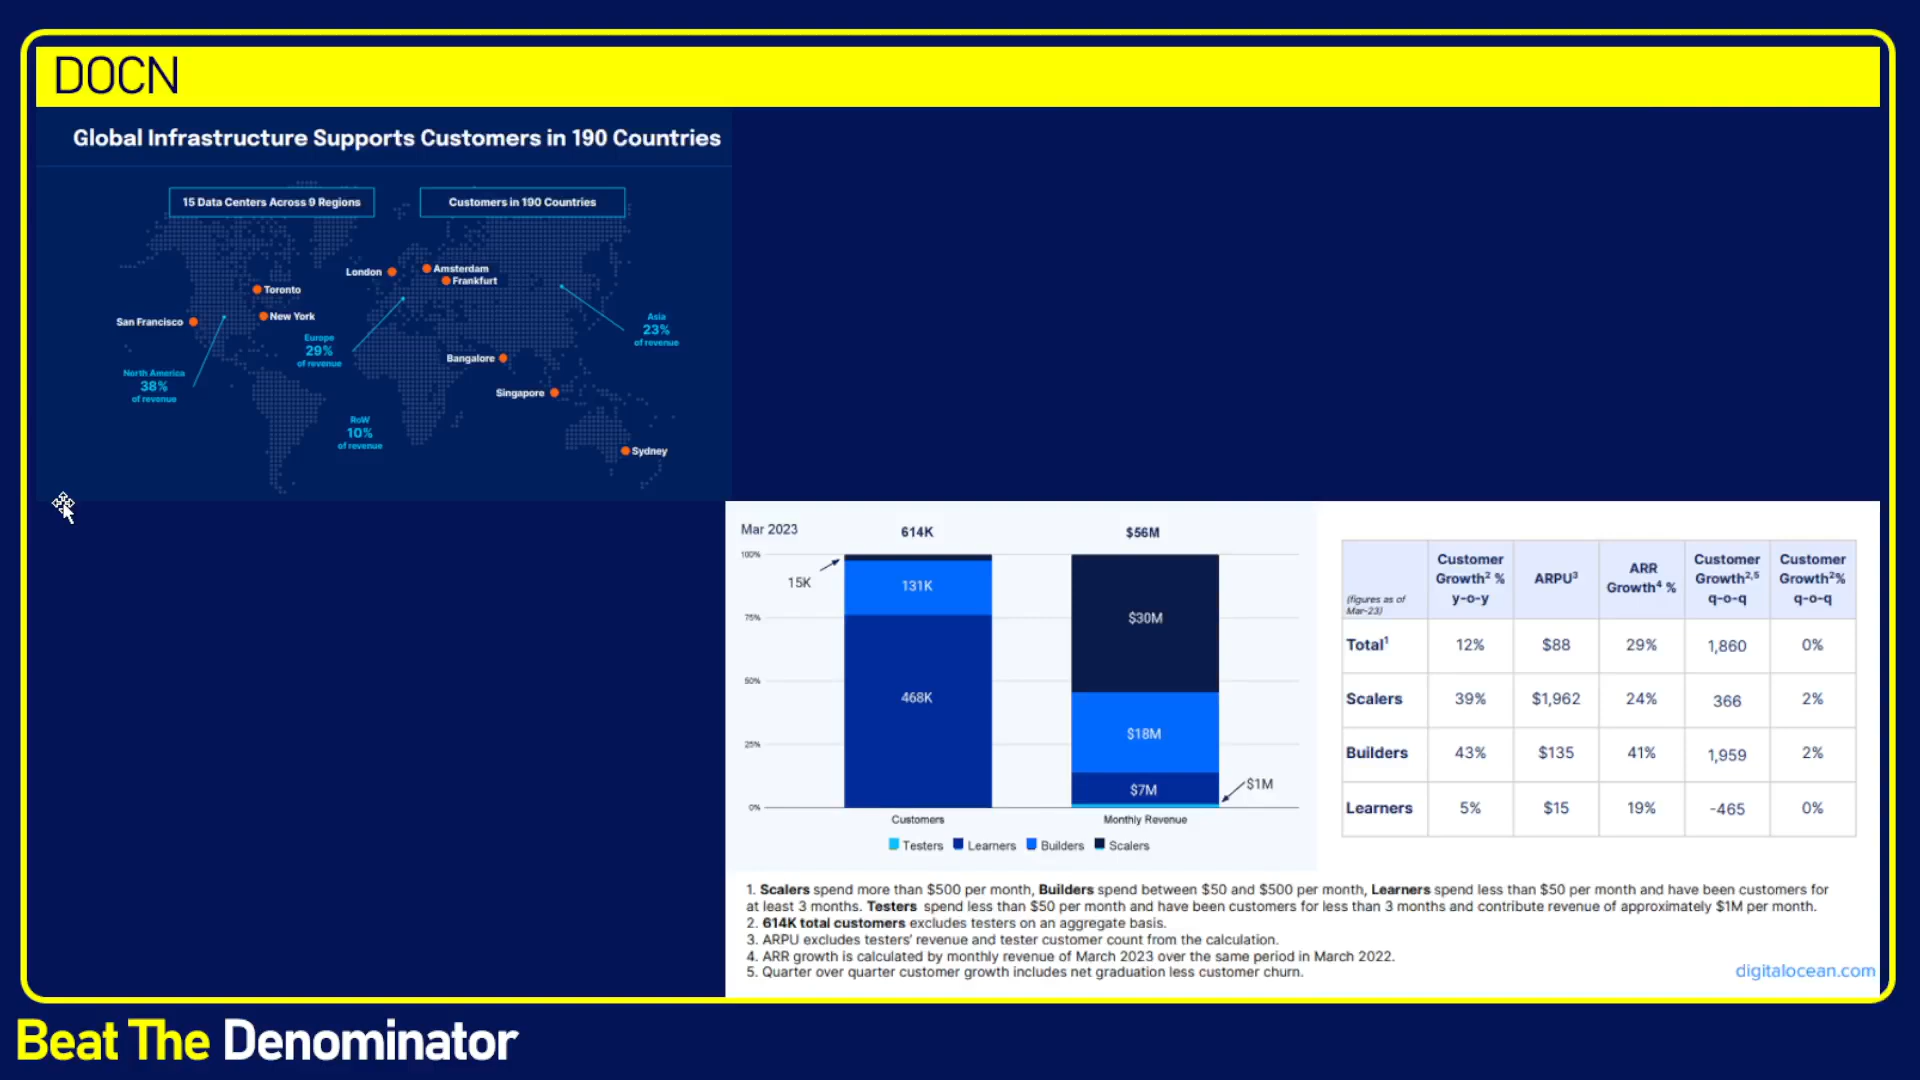 DOCN
Global Infrastructure Supports Customers in 190 Countries
15 Data Centers Across 9 Regions
Customers in 190 Countries
London
Amsterdam
Frankfurt
Toronto
New York
San Francisco
Europe
29%
of revenue
Asia
23%
of revenue
Bangalore
North America
38%
of revenue
Singapore
RoW
10%
of revenue
Sydney
Mar 2023
614K
$56M
100%
75%
50%
25%
0%
15K
131K
468K
$30M
$18M
$7M
$1M
Customers
Monthly Revenue
Testers Learners Builders Scalers
(figures as of Mar-23) Customer Growth² % y-o-y ARPU³ ARR Growth⁴ % Customer Growth²,⁵ q-o-q Customer Growth²% q-o-q
Total¹ 12% $88 29% 1,860 0%
Scalers 39% $1,962 24% 366 2%
Builders 43% $135 41% 1,959 2%
Learners 5% $15 19% -465 0%
1. Scalers spend more than $500 per month, Builders spend between $50 and $500 per month, Learners spend less than $50 per month and have been customers for
at least 3 months. Testers spend less than $50 per month and have been customers for less than 3 months and contribute revenue of approximately $1M per month.
2. 614K total customers excludes testers on an aggregate basis.
3. ARPU excludes testers' revenue and tester customer count from the calculation.
4. ARR growth is calculated by monthly revenue of March 2023 over the same period in March 2022.
5. Quarter over quarter customer growth includes net graduation less customer churn.
digitalocean.com
Beat The Denominator